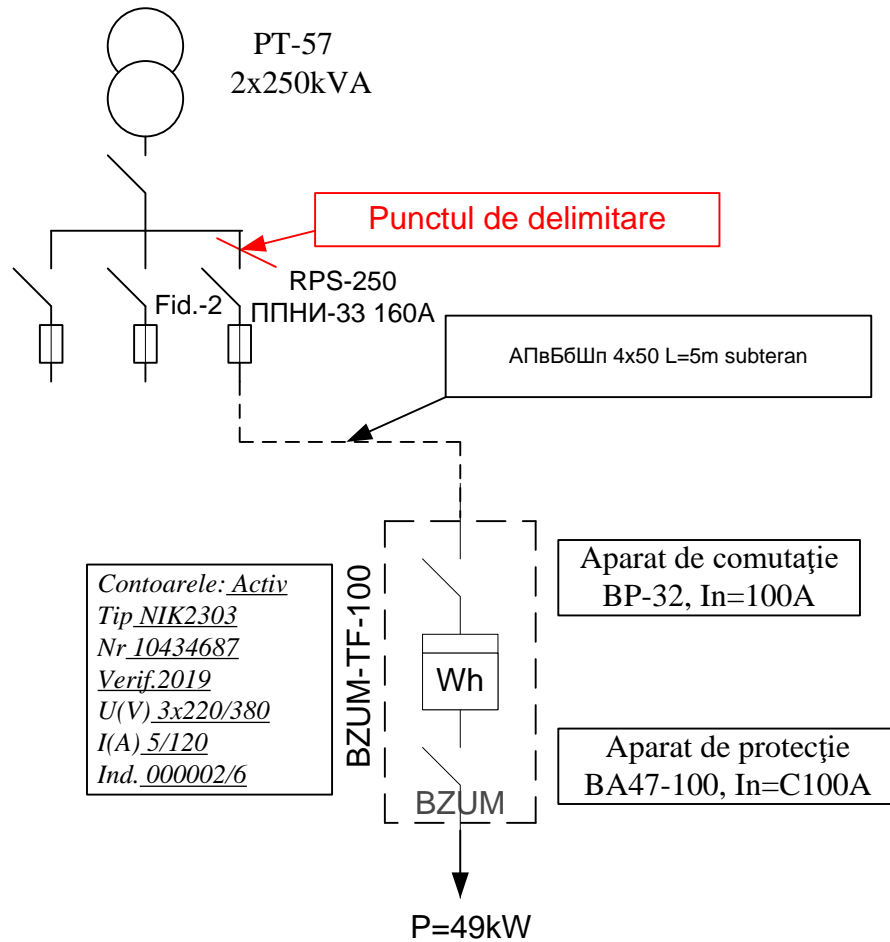 PT-57
2x250kVA
Punctul de delimitare
RPS-250
Fid.-2
ППНИ-33 160A
АПвБбШп 4x50 L=5m subteran
Contoarele: Activ
Tip NIK2303
Nr 10434687
Verif.2019
U(V) 3x220/380
I(A) 5/120
Ind. 000002/6
BZUM-TF-100
Wh
BZUM
Aparat de comutaţie
BP-32, In=100A
Aparat de protecţie
BA47-100, In=C100A
P=49kW